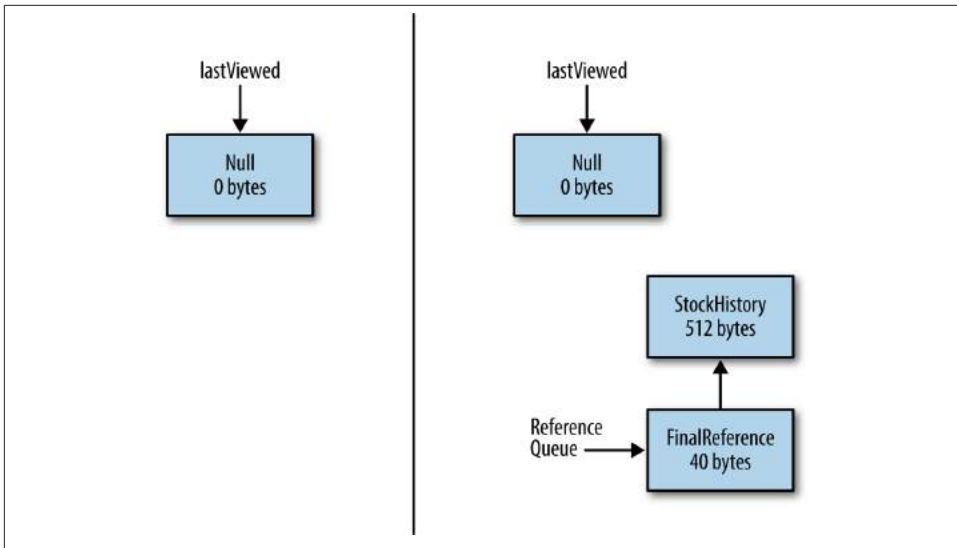 lastViewed
Null
0 bytes
lastViewed
Null
0 bytes
StockHistory
512 bytes
Reference
Queue
FinalReference
40 bytes